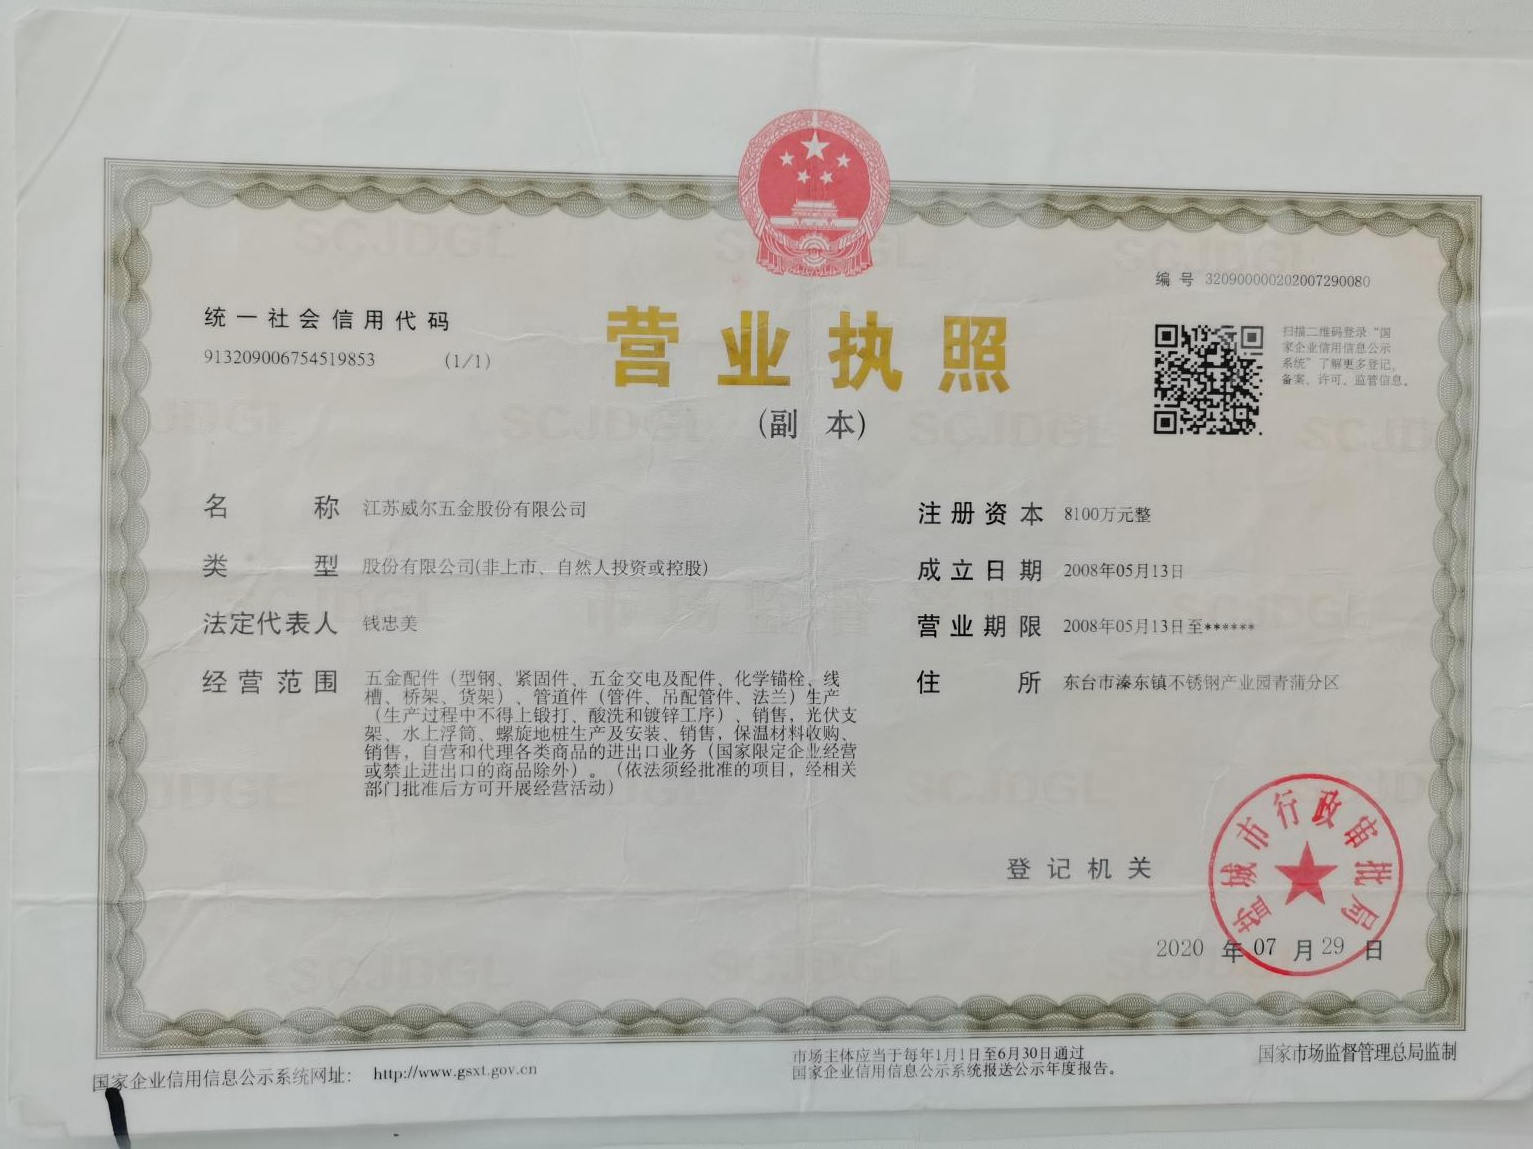 编 号 320900000202007290080
统一社会信用代码
913209006754519853 (1/1)
营业执照
(副 本)
扫描二维码登录“国
家企业信用信息公示
系统”了解更多登记、
备案、许可、监管信息。
名 称 江苏威尔五金股份有限公司
类 型 股份有限公司(非上市、自然人投资或控股)
法定代表人 钱忠美
经营范围 五金配件（型钢、紧固件、五金交电及配件、化学锚栓、线
槽、桥架、货架）、管道件（管件、吊配管件、法兰）生产
（生产过程中不得上锻打、酸洗和镀锌工序）、销售，光伏支
架、水上浮筒、螺旋地桩生产及安装、销售，保温材料收购、
销售，自营和代理各类商品的进出口业务（国家限定企业经营
或禁止进出口的商品除外）。（依法须经批准的项目，经相关
部门批准后方可开展经营活动）
注册资本 8100万元整
成立日期 2008年05月13日
营业期限 2008年05月13日至******
住 所 东台市溱东镇不锈钢产业园青蒲分区
登记机关
盐城市行政审批局
2020 年 07 月 29 日
国家企业信用信息公示系统网址： http://www.gsxt.gov.cn
市场主体应当于每年1月1日至6月30日通过
国家企业信用信息公示系统报送公示年度报告。
国家市场监督管理总局监制